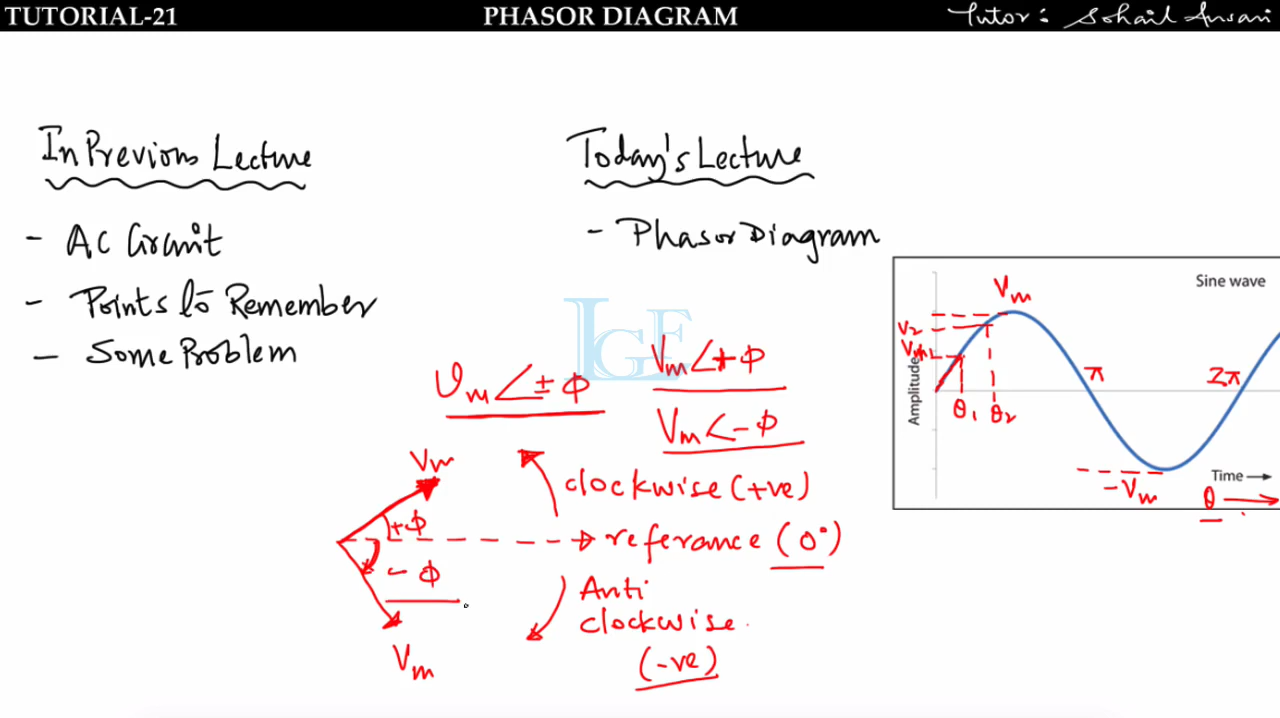 TUTORIAL-21
PHASOR DIAGRAM
Tutor: Sohail Ansari
In Previous Lecture
- AC Circuit
- Points to Remember
- Some Problem
Today's Lecture
- Phasor Diagram
IGF
Sine wave
Vm
V2
Vm1
Amplitude
θ1
θ2
π
2π
Time →
-Vm
θ
Vm∠±Φ
Vm∠+Φ
Vm∠-Φ
Vm
+Φ
-Φ
Vm
clockwise (+ve)
referance (0°)
Anti
clockwise
(-ve)